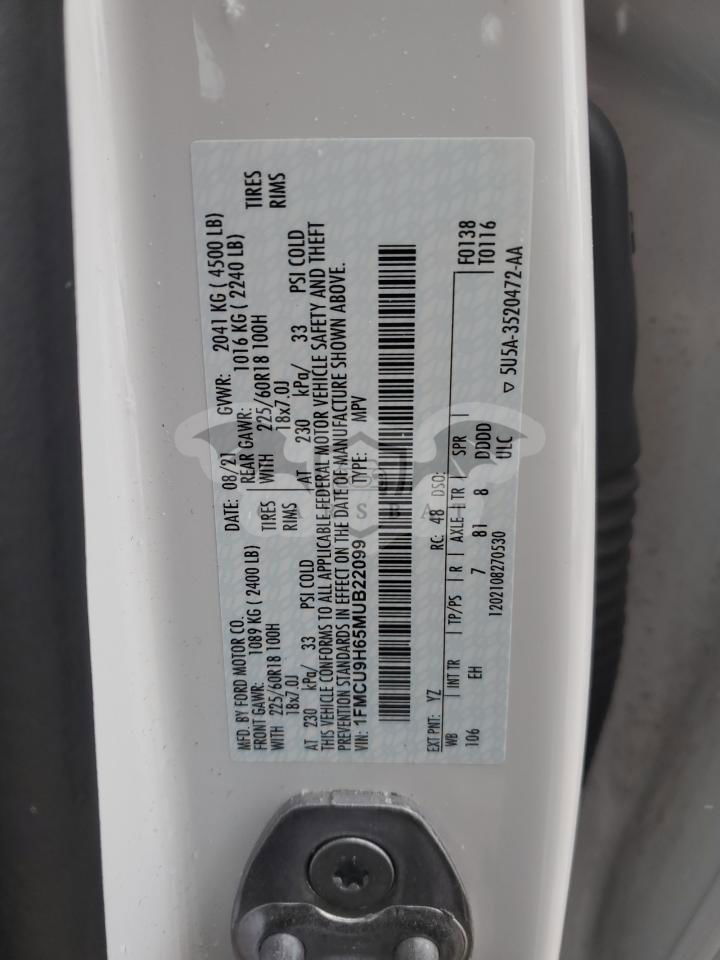 MFD. BY FORD MOTOR CO.
DATE: 08/21 GVWR: 2041 KG ( 4500 LB)
FRONT GAWR: 1089 KG ( 2400 LB) REAR GAWR: 1016 KG ( 2240 LB)
WITH 225/60R18 100H TIRES WITH 225/60R18 100H TIRES
18x7.0J RIMS 18x7.0J RIMS
AT 230 kPa/ 33 PSI COLD AT 230 kPa/ 33 PSI COLD
THIS VEHICLE CONFORMS TO ALL APPLICABLE FEDERAL MOTOR VEHICLE SAFETY AND THEFT
PREVENTION STANDARDS IN EFFECT ON THE DATE OF MANUFACTURE SHOWN ABOVE.
VIN: 1FMCU9H65MUB22099 TYPE: MPV
EXT PNT: YZ RC: 48 DSO: F0138
T0116
WB INT TR TP/PS R AXLE TR SPR
106 EH 7 81 8 DDDD
1202108270530 ULC ▽ 5U5A-3520472-AA